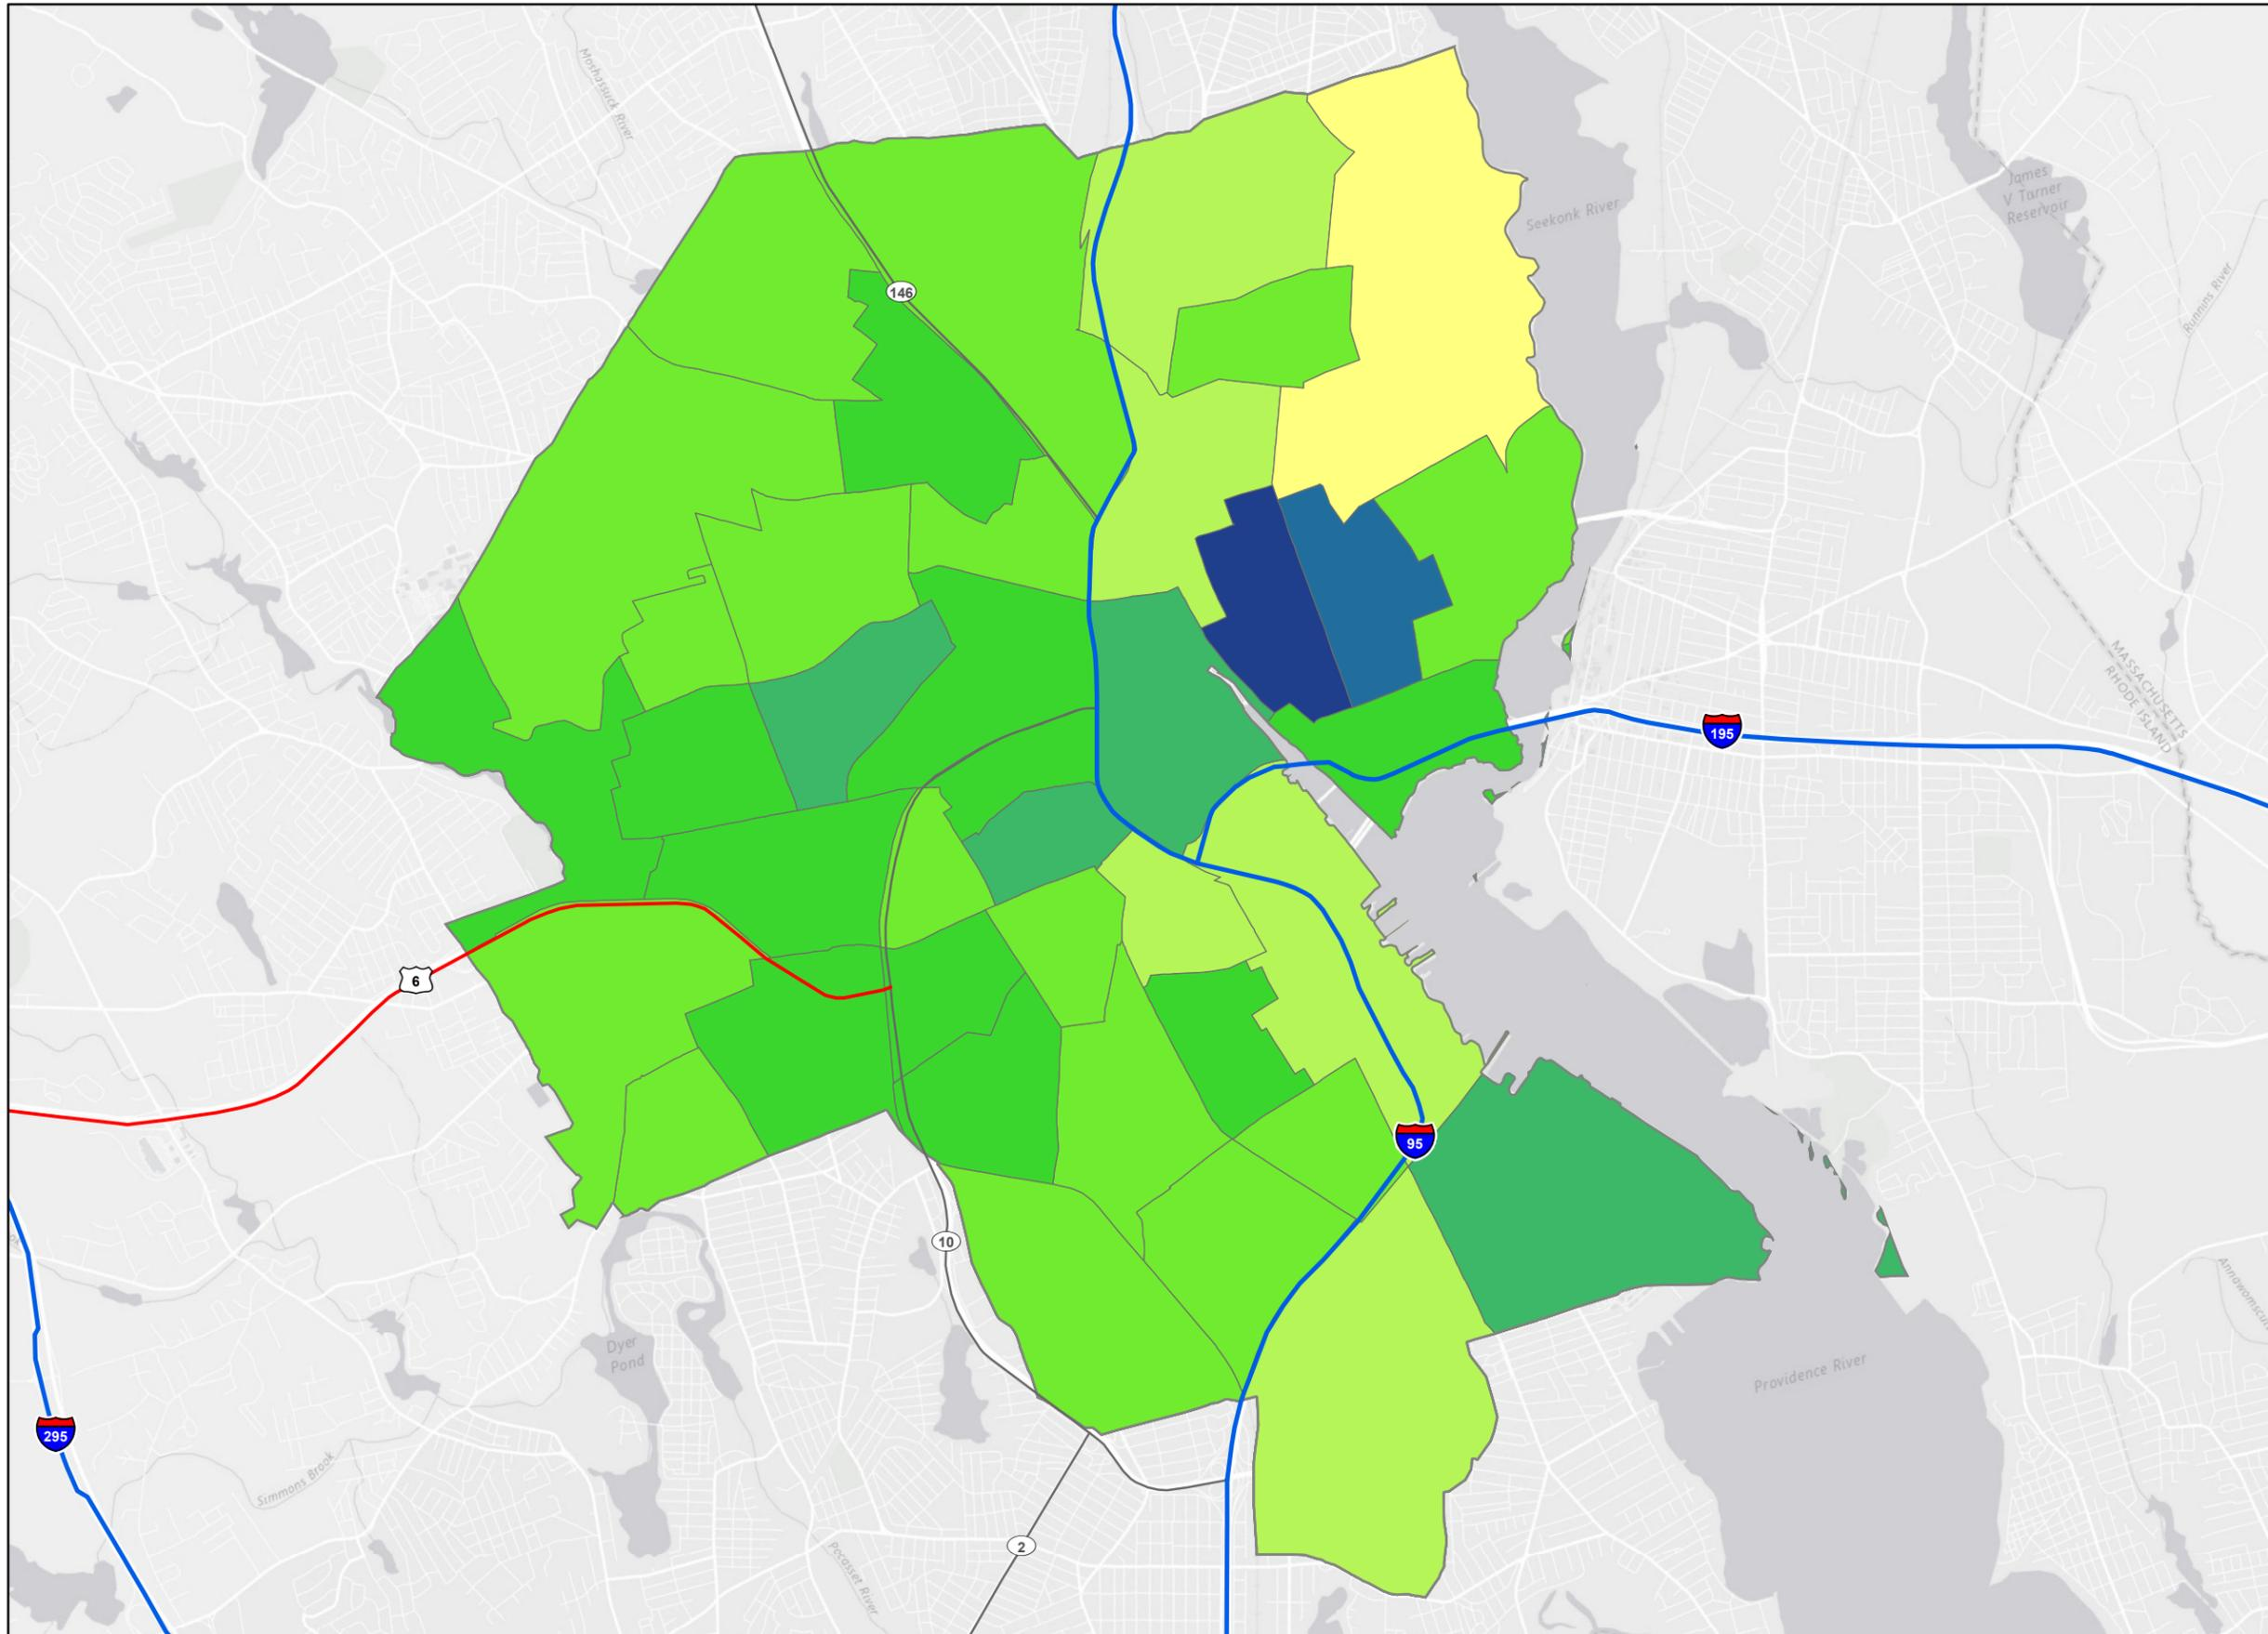 Moshassuck River
James
V Turner
Reservoir
Seekonk River
Runnins River
146
MASSACHUSETTS
RHODE ISLAND
195
6
95
10
Dyer
Pond
Providence River
295
Simmons Brook
Pocasset River
2